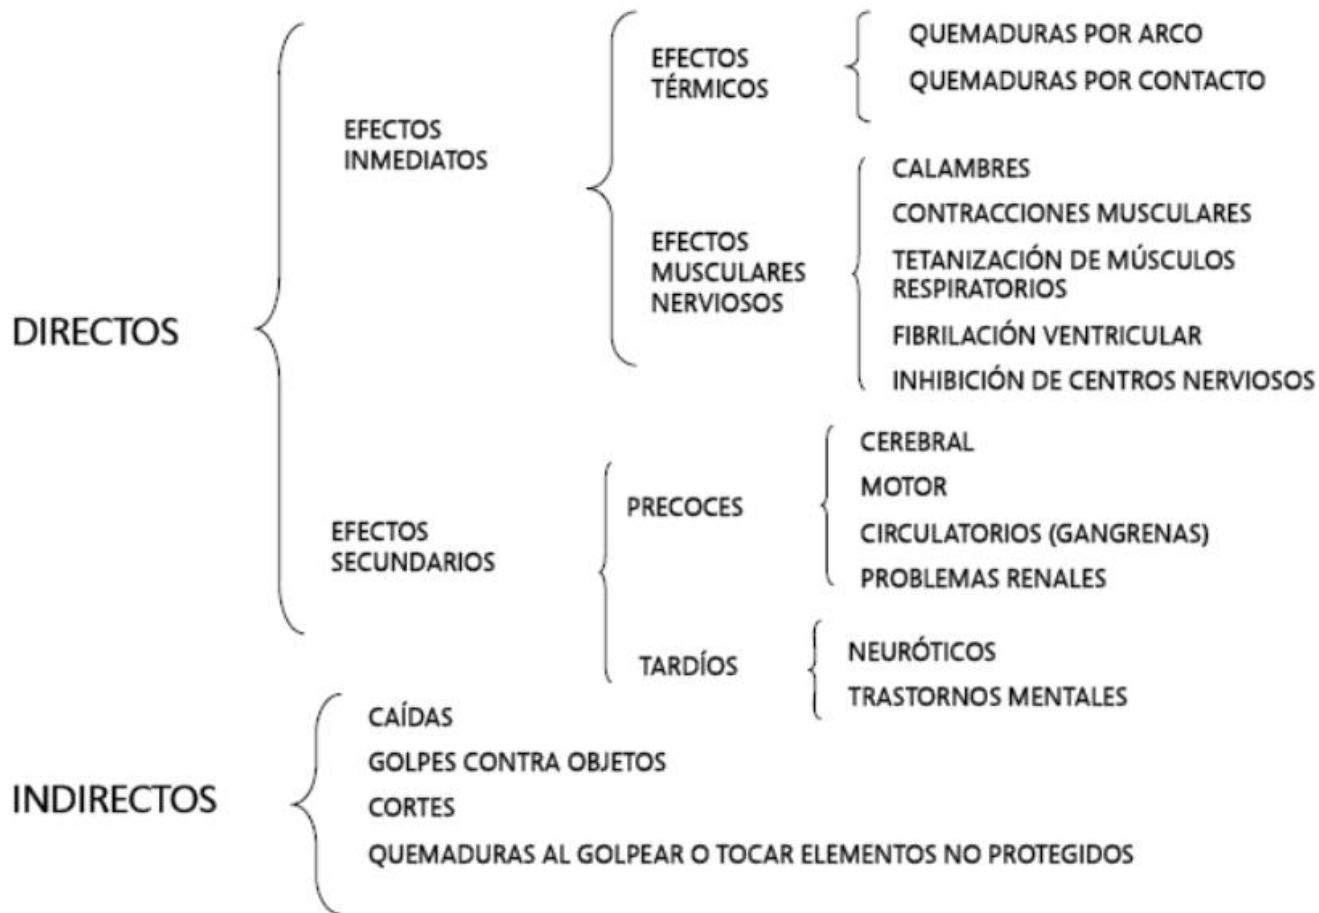 DIRECTOS
EFECTOS
INMEDIATOS
EFECTOS
TÉRMICOS
QUEMADURAS POR ARCO
QUEMADURAS POR CONTACTO
EFECTOS
MUSCULARES
NERVIOSOS
CALAMBRES
CONTRACCIONES MUSCULARES
TETANIZACIÓN DE MÚSCULOS
RESPIRATORIOS
FIBRILACIÓN VENTRICULAR
INHIBICIÓN DE CENTROS NERVIOSOS
EFECTOS
SECUNDARIOS
PRECOCES
CEREBRAL
MOTOR
CIRCULATORIOS (GANGRENAS)
PROBLEMAS RENALES
TARDÍOS
NEURÓTICOS
TRASTORNOS MENTALES
INDIRECTOS
CAÍDAS
GOLPES CONTRA OBJETOS
CORTES
QUEMADURAS AL GOLPEAR O TOCAR ELEMENTOS NO PROTEGIDOS